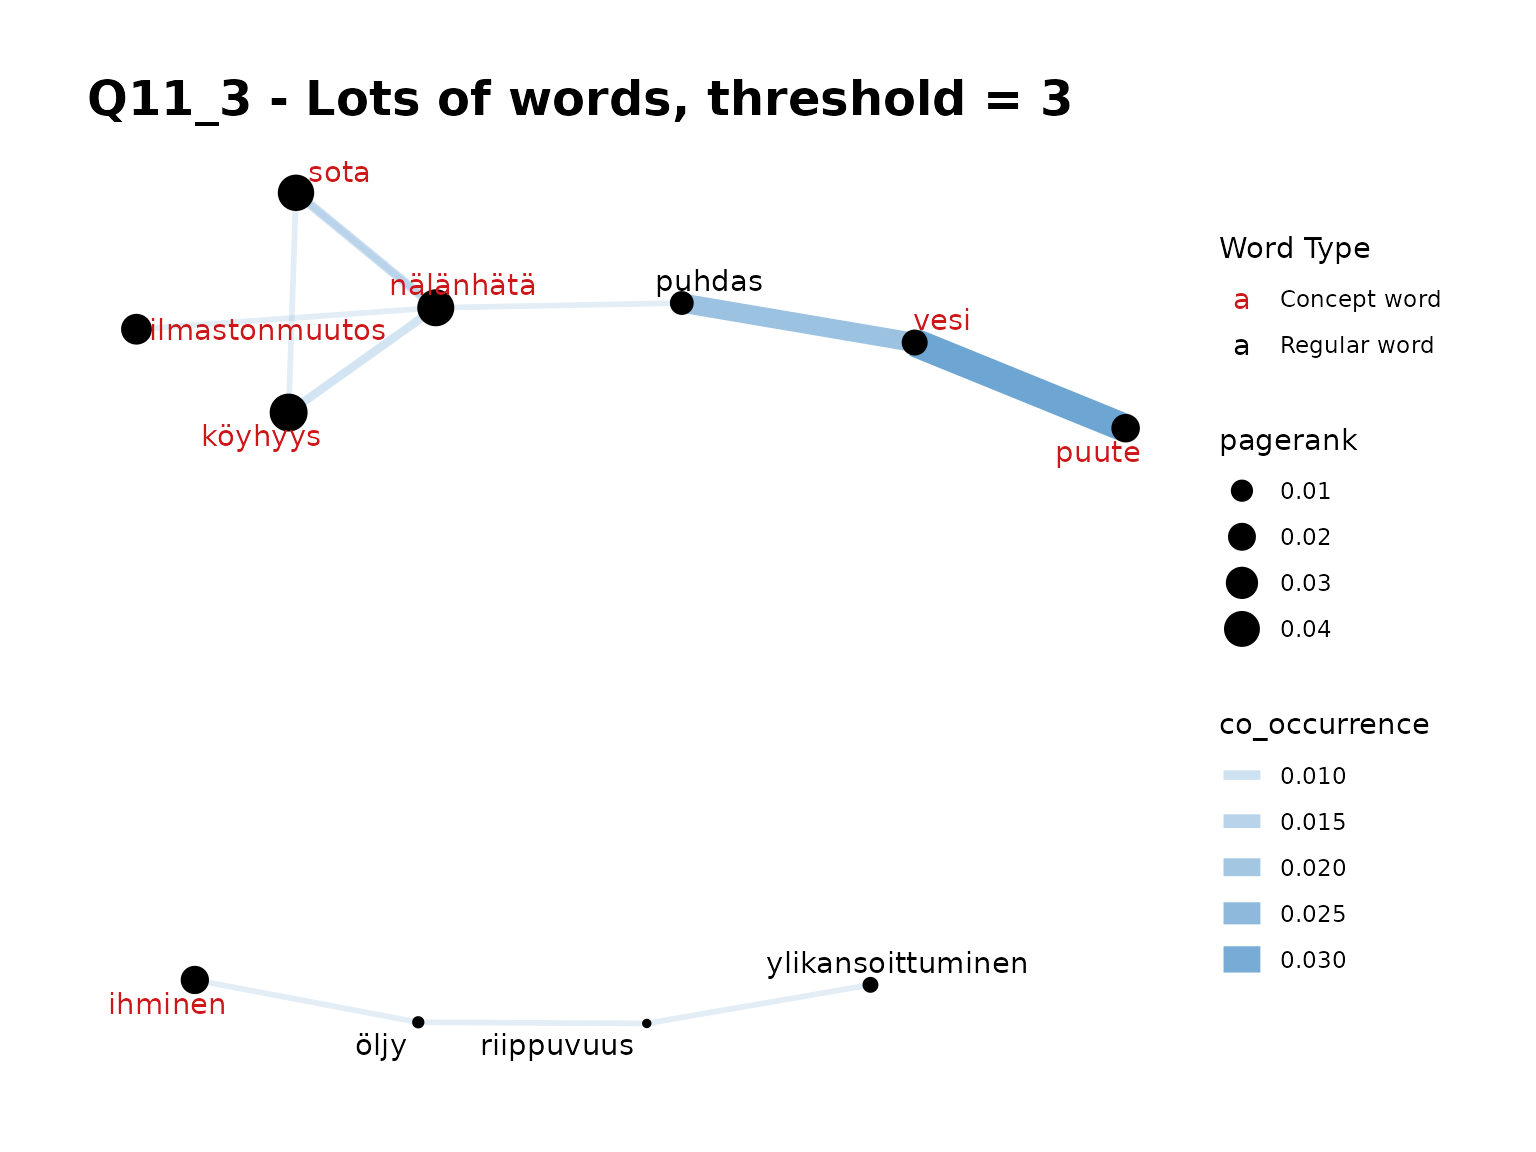 Q11_3 - Lots of words, threshold = 3
sota
nälänhätä
puhdas
ilmastonmuutos
vesi
köyhyys
puute
ylikansoittuminen
ihminen
öljy
riippuvuus
Word Type
a Concept word
a Regular word
pagerank
0.01
0.02
0.03
0.04
co_occurrence
0.010
0.015
0.020
0.025
0.030